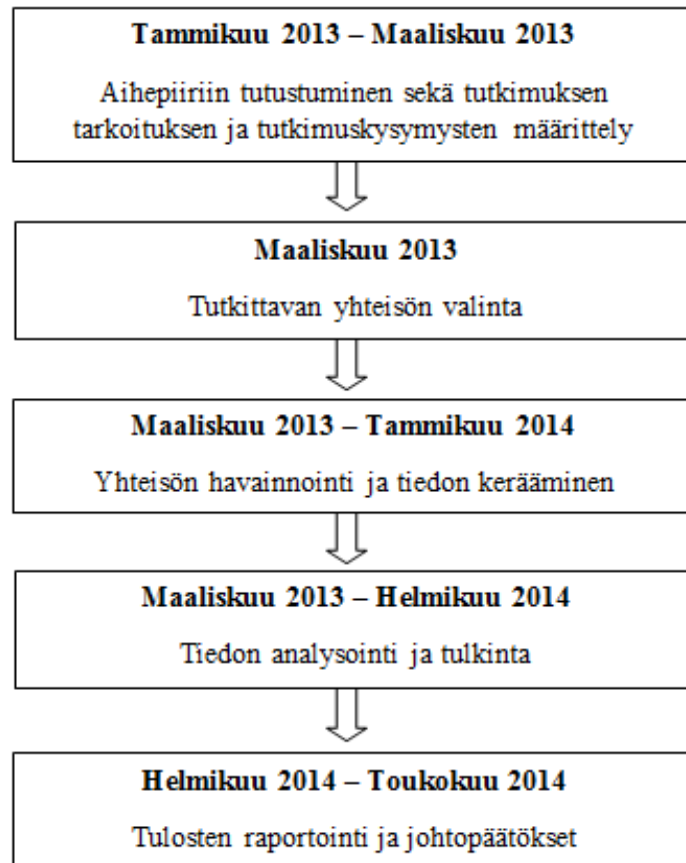 Tammikuu 2013 – Maaliskuu 2013
Aihepiiriin tutustuminen sekä tutkimuksen
tarkoituksen ja tutkimuskysymysten määrittely
Maaliskuu 2013
Tutkittavan yhteisön valinta
Maaliskuu 2013 – Tammikuu 2014
Yhteisön havainnointi ja tiedon kerääminen
Maaliskuu 2013 – Helmikuu 2014
Tiedon analysointi ja tulkinta
Helmikuu 2014 – Toukokuu 2014
Tulosten raportointi ja johtopäätökset